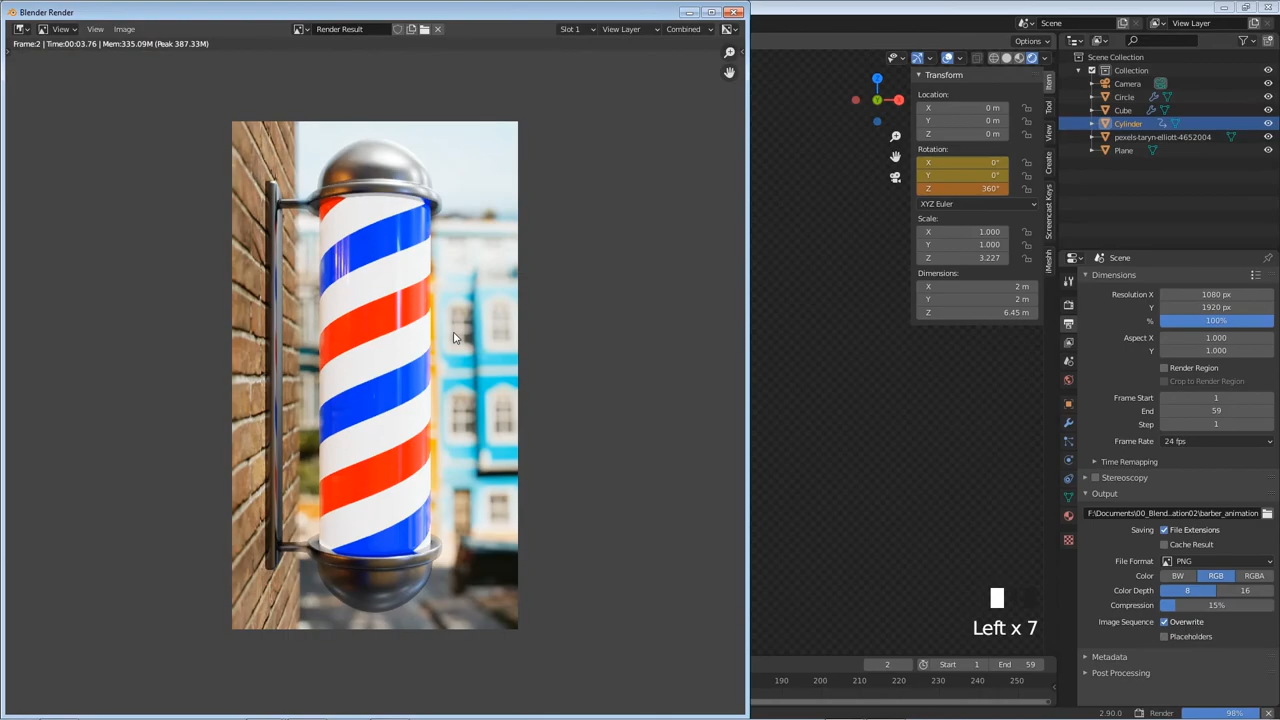 Blender Render
View
View
Image
Render Result
Slot 1
View Layer
Combined
Frame:2 | Time:00:03.76 | Mem:335.09M (Peak 387.33M)
Scene
View Layer
Options
Transform
Location:
X 0 m
Y 0 m
Z 0 m
Rotation:
X 0°
Y 0°
Z 360°
XYZ Euler
Scale:
X 1.000
Y 1.000
Z 3.227
Dimensions:
X 2 m
Y 2 m
Z 6.45 m
Item
Tool
View
Create
Screencast Keys
iMeshh
Scene Collection
Collection
Camera
Circle
Cube
Cylinder
pexels-taryn-elliott-4652004
Plane
Scene
Dimensions
Resolution X 1080 px
Y 1920 px
% 100%
Aspect X 1.000
Y 1.000
Render Region
Crop to Render Region
Frame Start 1
End 59
Step 1
Frame Rate 24 fps
Time Remapping
Stereoscopy
Output
F:\Documents\00_Blend...ation02\barber_animation
Saving File Extensions
Cache Result
File Format PNG
Color BW RGB RGBA
Color Depth 8 16
Compression 15%
Image Sequence Overwrite
Placeholders
Metadata
Post Processing
Left x 7
2 Start 1 End 59
190 200 210 220 230 240 250
2.90.0 Render 98%